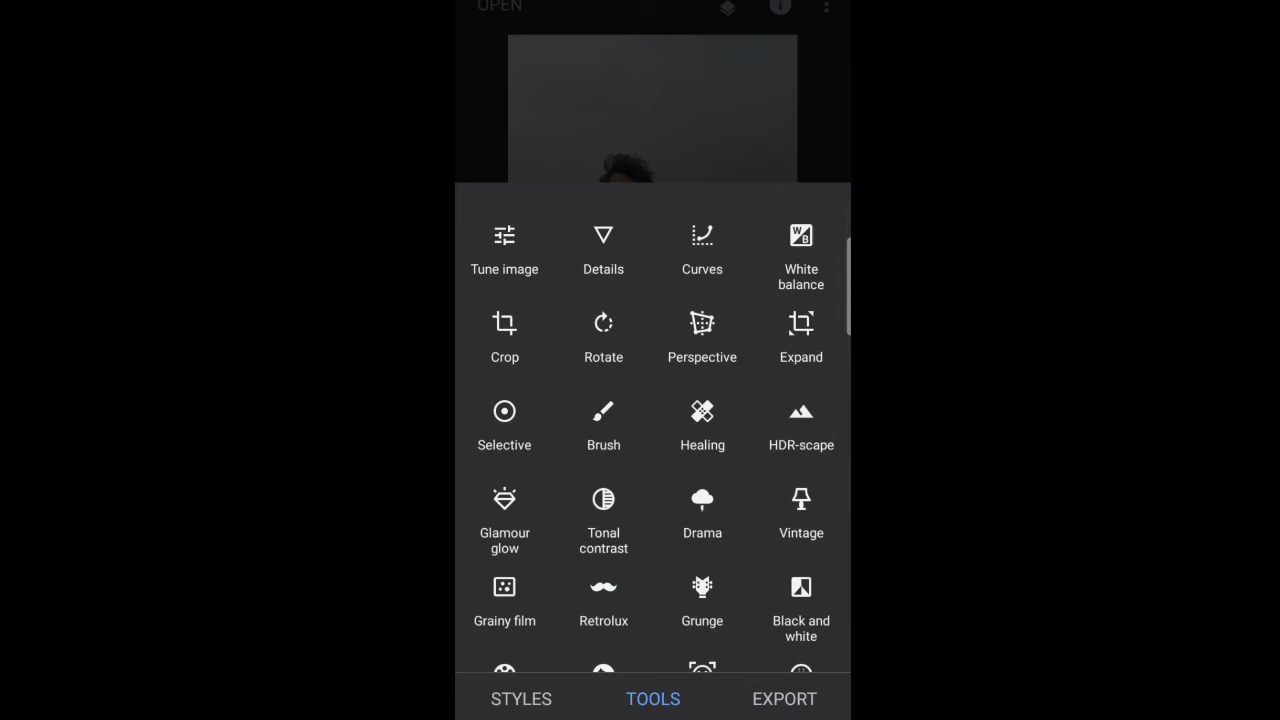 OPEN
Tune image
Details
Curves
White
balance
Crop
Rotate
Perspective
Expand
Selective
Brush
Healing
HDR-scape
Glamour
glow
Tonal
contrast
Drama
Vintage
Grainy film
Retrolux
Grunge
Black and
white
STYLES
TOOLS
EXPORT